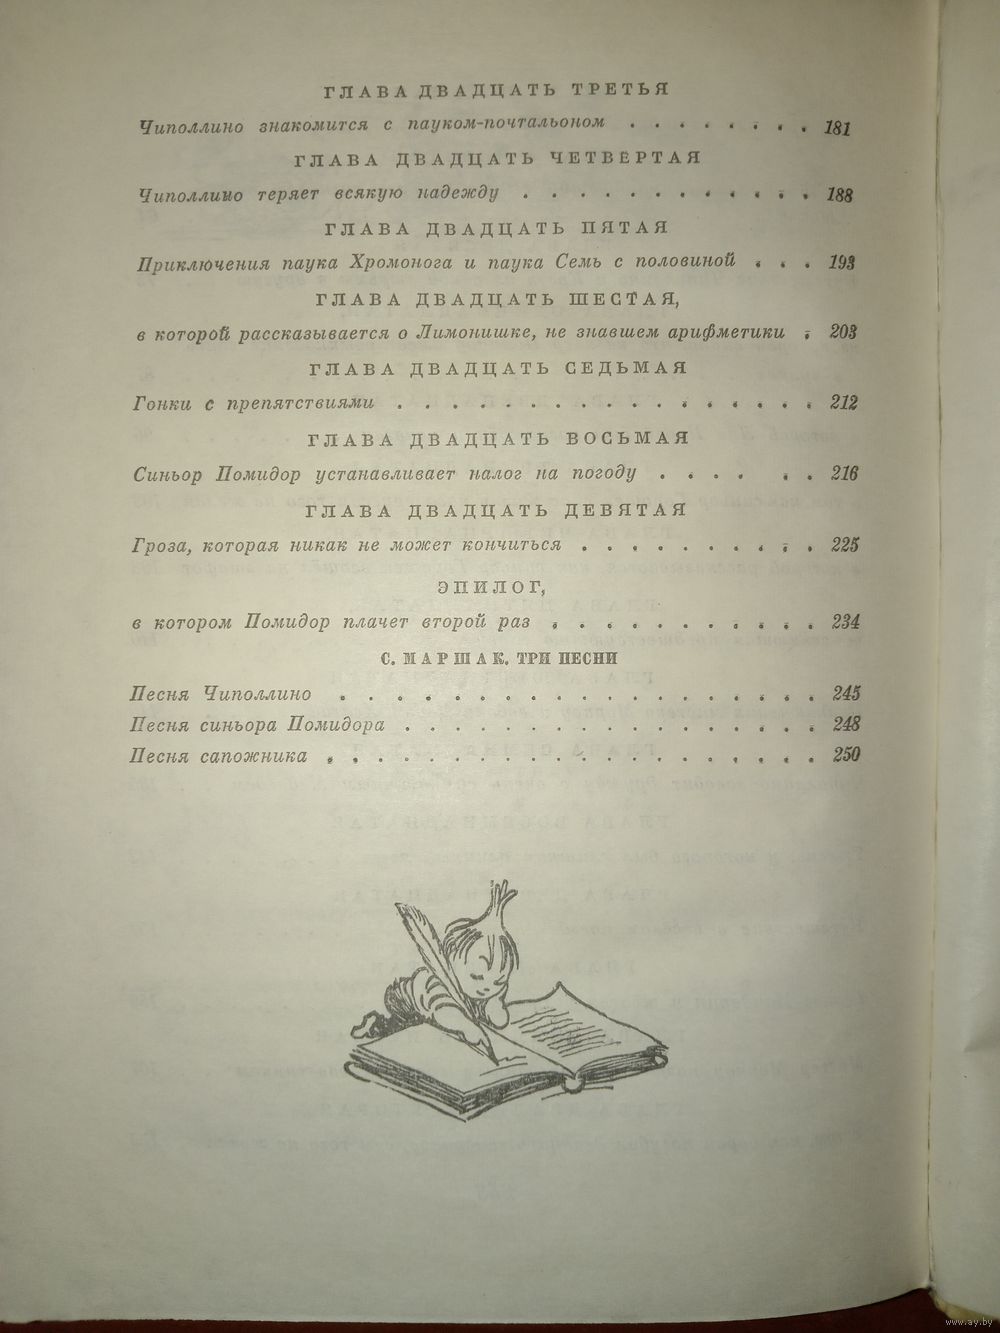 ГЛАВА ДВАДЦАТЬ ТРЕТЬЯ
Чиполлино знакомится с пауком-почтальоном . . . . . . . . 181
ГЛАВА ДВАДЦАТЬ ЧЕТВЕРТАЯ
Чиполлино теряет всякую надежду . . . . . . . . . . . . 188
ГЛАВА ДВАДЦАТЬ ПЯТАЯ
Приключения паука Хромонога и паука Семь с половиной . . . 193
ГЛАВА ДВАДЦАТЬ ШЕСТАЯ,
в которой рассказывается о Лимонишке, не знавшем арифметики . 203
ГЛАВА ДВАДЦАТЬ СЕДЬМАЯ
Гонки с препятствиями . . . . . . . . . . . . . . . . 212
ГЛАВА ДВАДЦАТЬ ВОСЬМАЯ
Синьор Помидор устанавливает налог на погоду . . . . . . 216
ГЛАВА ДВАДЦАТЬ ДЕВЯТАЯ
Гроза, которая никак не может кончиться . . . . . . . . . 225
ЭПИЛОГ,
в котором Помидор плачет второй раз . . . . . . . . . . . 234
С. МАРШАК. ТРИ ПЕСНИ
Песня Чиполлино . . . . . . . . . . . . . . . . . . 245
Песня синьора Помидора . . . . . . . . . . . . . . . . 248
Песня сапожника . . . . . . . . . . . . . . . . . . . 250
www.ay.by